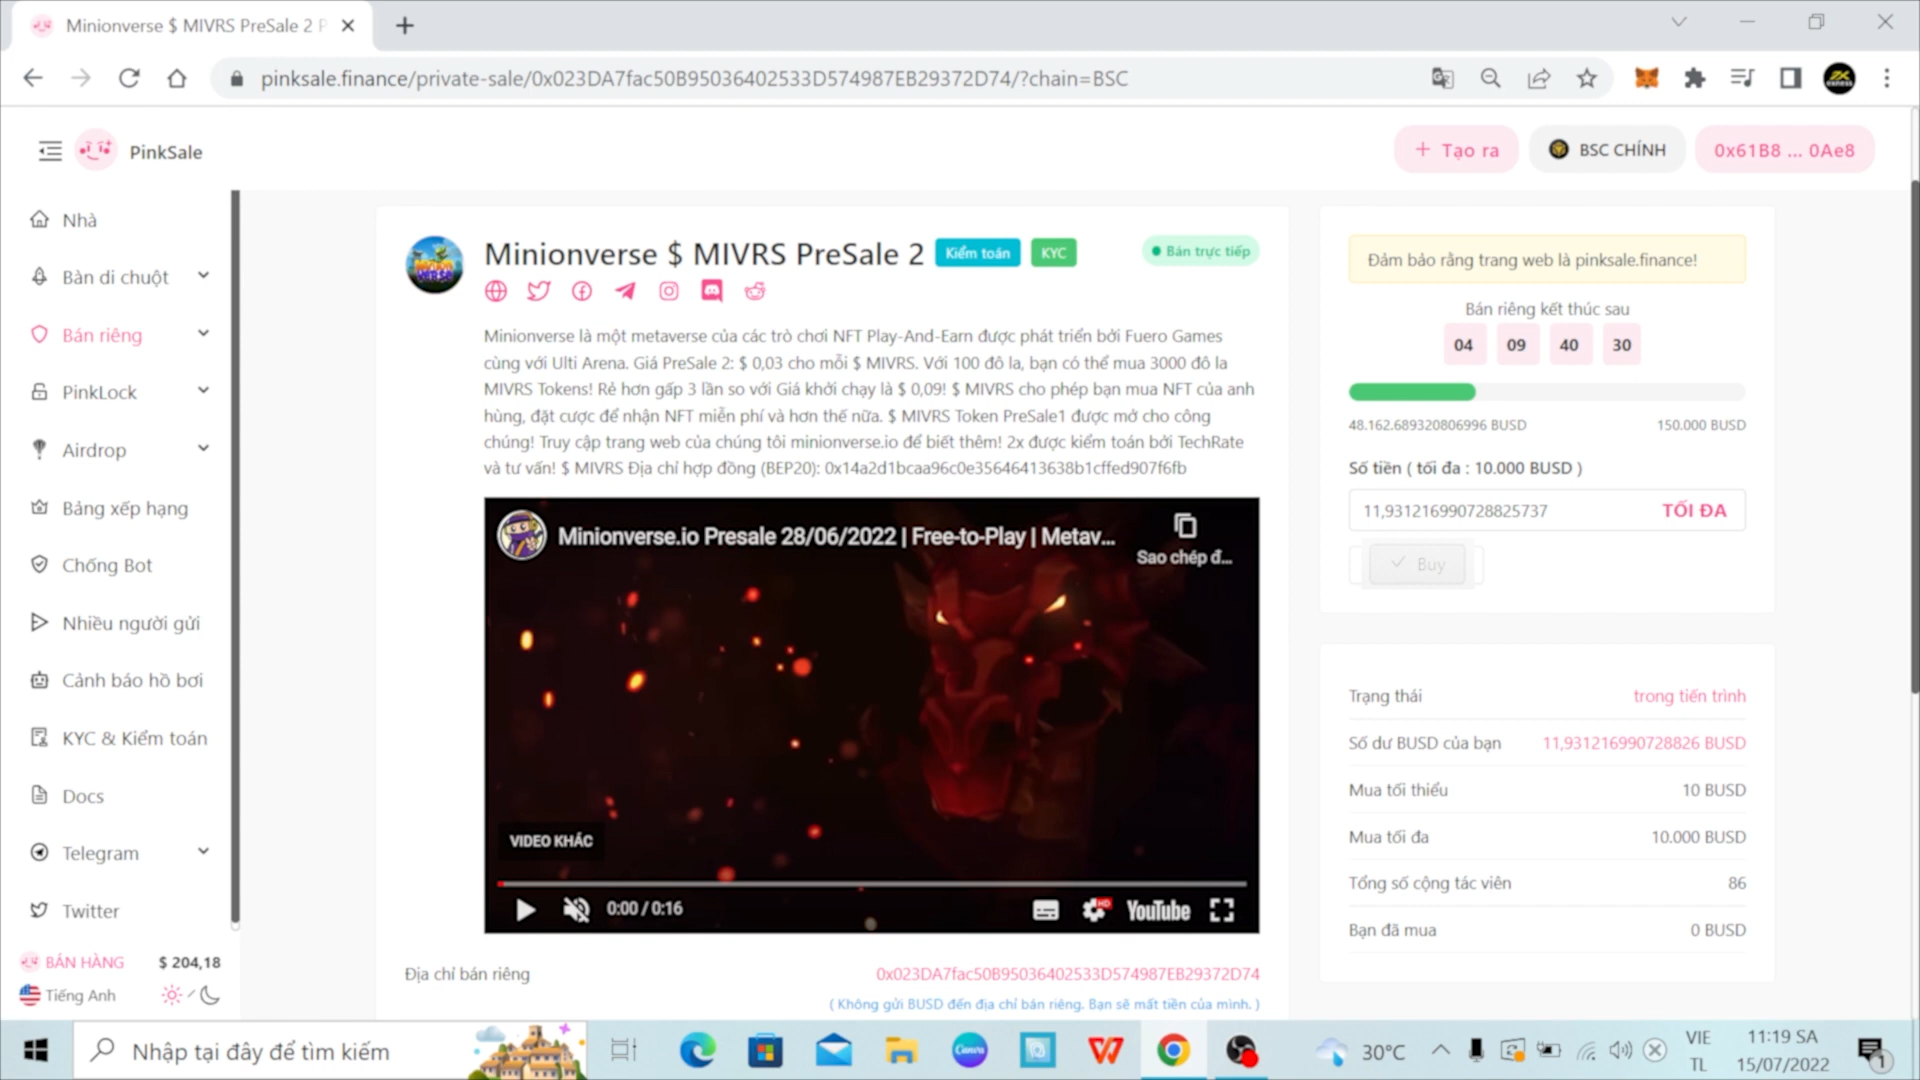 Minionverse $ MIVRS PreSale 2 P
pinksale.finance/private-sale/0x023DA7fac50B95036402533D574987EB29372D74/?chain=BSC
PinkSale
+ Tạo ra
BSC CHÍNH
0x61B8 ... 0Ae8
Nhà
Bàn di chuột
Bán riêng
PinkLock
Airdrop
Bảng xếp hạng
Chống Bot
Nhiều người gửi
Cảnh báo hồ bơi
KYC & Kiểm toán
Docs
Telegram
Twitter
BÁN HÀNG $ 204,18
Tiếng Anh
Minionverse $ MIVRS PreSale 2
Kiểm toán
KYC
Bán trực tiếp
Minionverse là một metaverse của các trò chơi NFT Play-And-Earn được phát triển bởi Fuero Games
cùng với Ulti Arena. Giá PreSale 2: $ 0,03 cho mỗi $ MIVRS. Với 100 đô la, bạn có thể mua 3000 đô la
MIVRS Tokens! Rẻ hơn gấp 3 lần so với Giá khởi chạy là $ 0,09! $ MIVRS cho phép bạn mua NFT của anh
hùng, đặt cược để nhận NFT miễn phí và hơn thế nữa. $ MIVRS Token PreSale1 được mở cho công
chúng! Truy cập trang web của chúng tôi minionverse.io để biết thêm! 2x được kiểm toán bởi TechRate
và tư vấn! $ MIVRS Địa chỉ hợp đồng (BEP20): 0x14a2d1bcaa96c0e35646413638b1cffed907f6fb
Minionverse.io Presale 28/06/2022 | Free-to-Play | Metav...
Sao chép đ...
VIDEO KHÁC
0:00 / 0:16
HD
YouTube
Địa chỉ bán riêng
0x023DA7fac50B95036402533D574987EB29372D74
( Không gửi BUSD đến địa chỉ bán riêng. Bạn sẽ mất tiền của mình. )
Đảm bảo rằng trang web là pinksale.finance!
Bán riêng kết thúc sau
04 09 40 30
48.162.689320806996 BUSD 150.000 BUSD
Số tiền ( tối đa : 10.000 BUSD )
11,931216990728825737 TỐI ĐA
Buy
Trạng thái trong tiến trình
Số dư BUSD của bạn 11,931216990728826 BUSD
Mua tối thiểu 10 BUSD
Mua tối đa 10.000 BUSD
Tổng số cộng tác viên 86
Bạn đã mua 0 BUSD
Nhập tại đây để tìm kiếm
Canva
30°C
VIE
TL
11:19 SA
15/07/2022
1